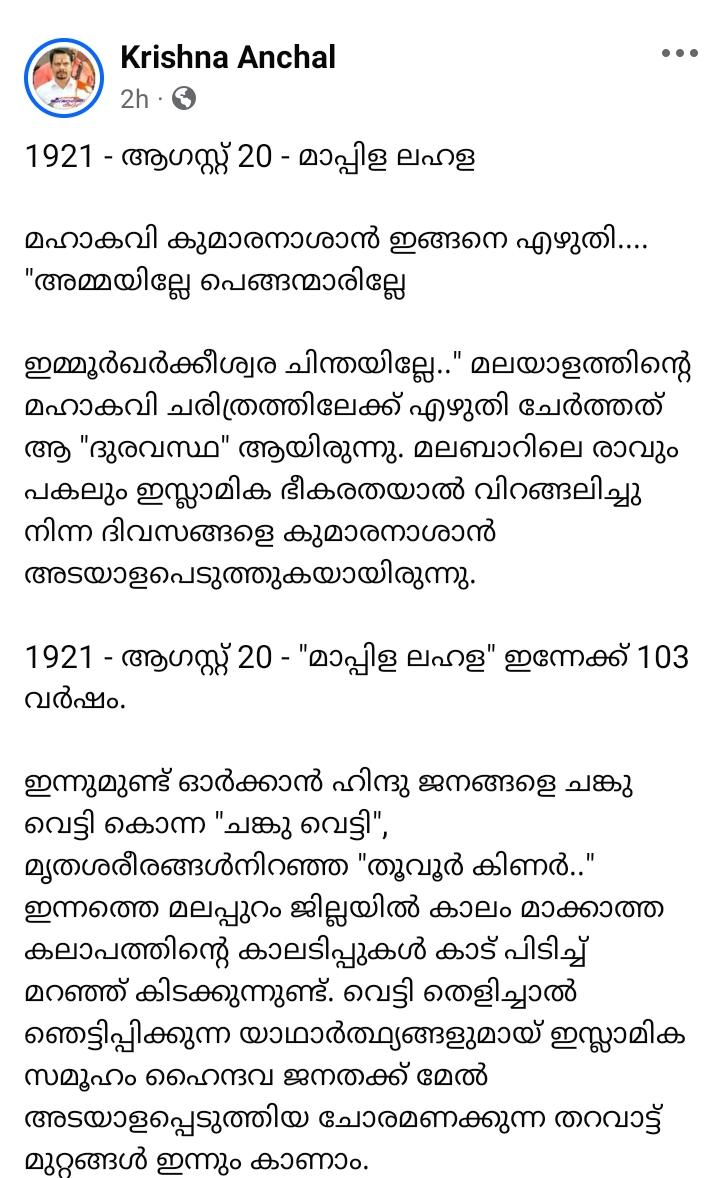 Krishna Anchal
2h ·
1921 - ആഗസ്റ്റ് 20 - മാപ്പിള ലഹള
മഹാകവി കുമാരനാശാൻ ഇങ്ങനെ എഴുതി....
"അമ്മയില്ലേ പെങ്ങന്മാരില്ലേ
ഇമ്മൂർഖർക്കീശ്വര ചിന്തയില്ലേ.." മലയാളത്തിന്റെ
മഹാകവി ചരിത്രത്തിലേക്ക് എഴുതി ചേർത്തത്
ആ "ദുരവസ്ഥ" ആയിരുന്നു. മലബാറിലെ രാവും
പകലും ഇസ്ലാമിക ഭീകരതയാൽ വിറങ്ങലിച്ചു
നിന്ന ദിവസങ്ങളെ കുമാരനാശാൻ
അടയാളപെടുത്തുകയായിരുന്നു.
1921 - ആഗസ്റ്റ് 20 - "മാപ്പിള ലഹള" ഇന്നേക്ക് 103
വർഷം.
ഇന്നുമുണ്ട് ഓർക്കാൻ ഹിന്ദു ജനങ്ങളെ ചങ്കു
വെട്ടി കൊന്ന "ചങ്കു വെട്ടി",
മൃതശരീരങ്ങൾനിറഞ്ഞ "തൂവൂർ കിണർ.."
ഇന്നത്തെ മലപ്പുറം ജില്ലയിൽ കാലം മാക്കാത്ത
കലാപത്തിന്റെ കാലടിപ്പുകൾ കാട് പിടിച്ച്
മറഞ്ഞ് കിടക്കുന്നുണ്ട്. വെട്ടി തെളിച്ചാൽ
ഞെട്ടിപ്പിക്കുന്ന യാഥാർത്ഥ്യങ്ങളുമായ് ഇസ്ലാമിക
സമൂഹം ഹൈന്ദവ ജനതക്ക് മേൽ
അടയാളപ്പെടുത്തിയ ചോരമണക്കുന്ന തറവാട്ട്
മുറ്റങ്ങൾ ഇന്നും കാണാം.